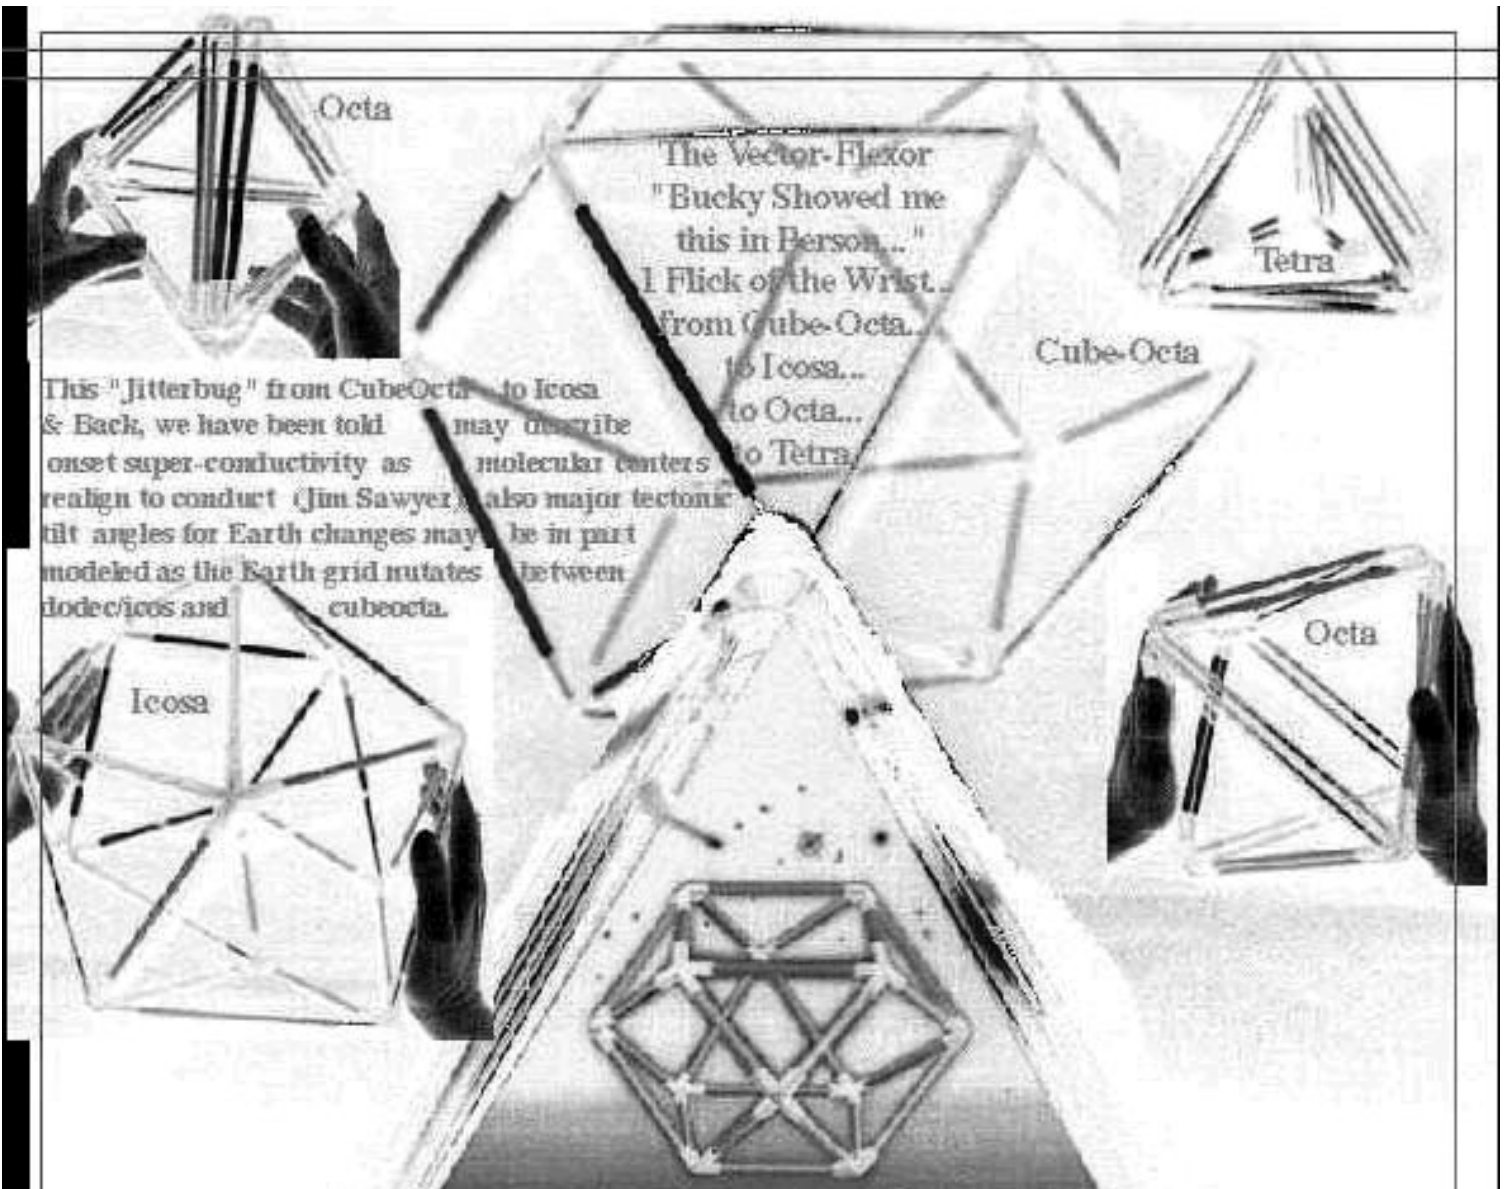 Octa
The Vector-Flexor
"Bucky Showed me
this in Person..."
1 Flick of the Wrist...
from Cube-Octa...
to Icosa...
to Octa...
to Tetra,
Tetra
Cube-Octa
This "Jitterbug" from CubeOcta to Icosa
& Back, we have been told may describe
onset super-conductivity as molecular centers
realign to conduct (Jim Sawyer) also major tectonic
tilt angles for Earth changes may be in part
modeled as the Earth grid nutates between
dodec/icos and cubeocta.
Icosa
Octa